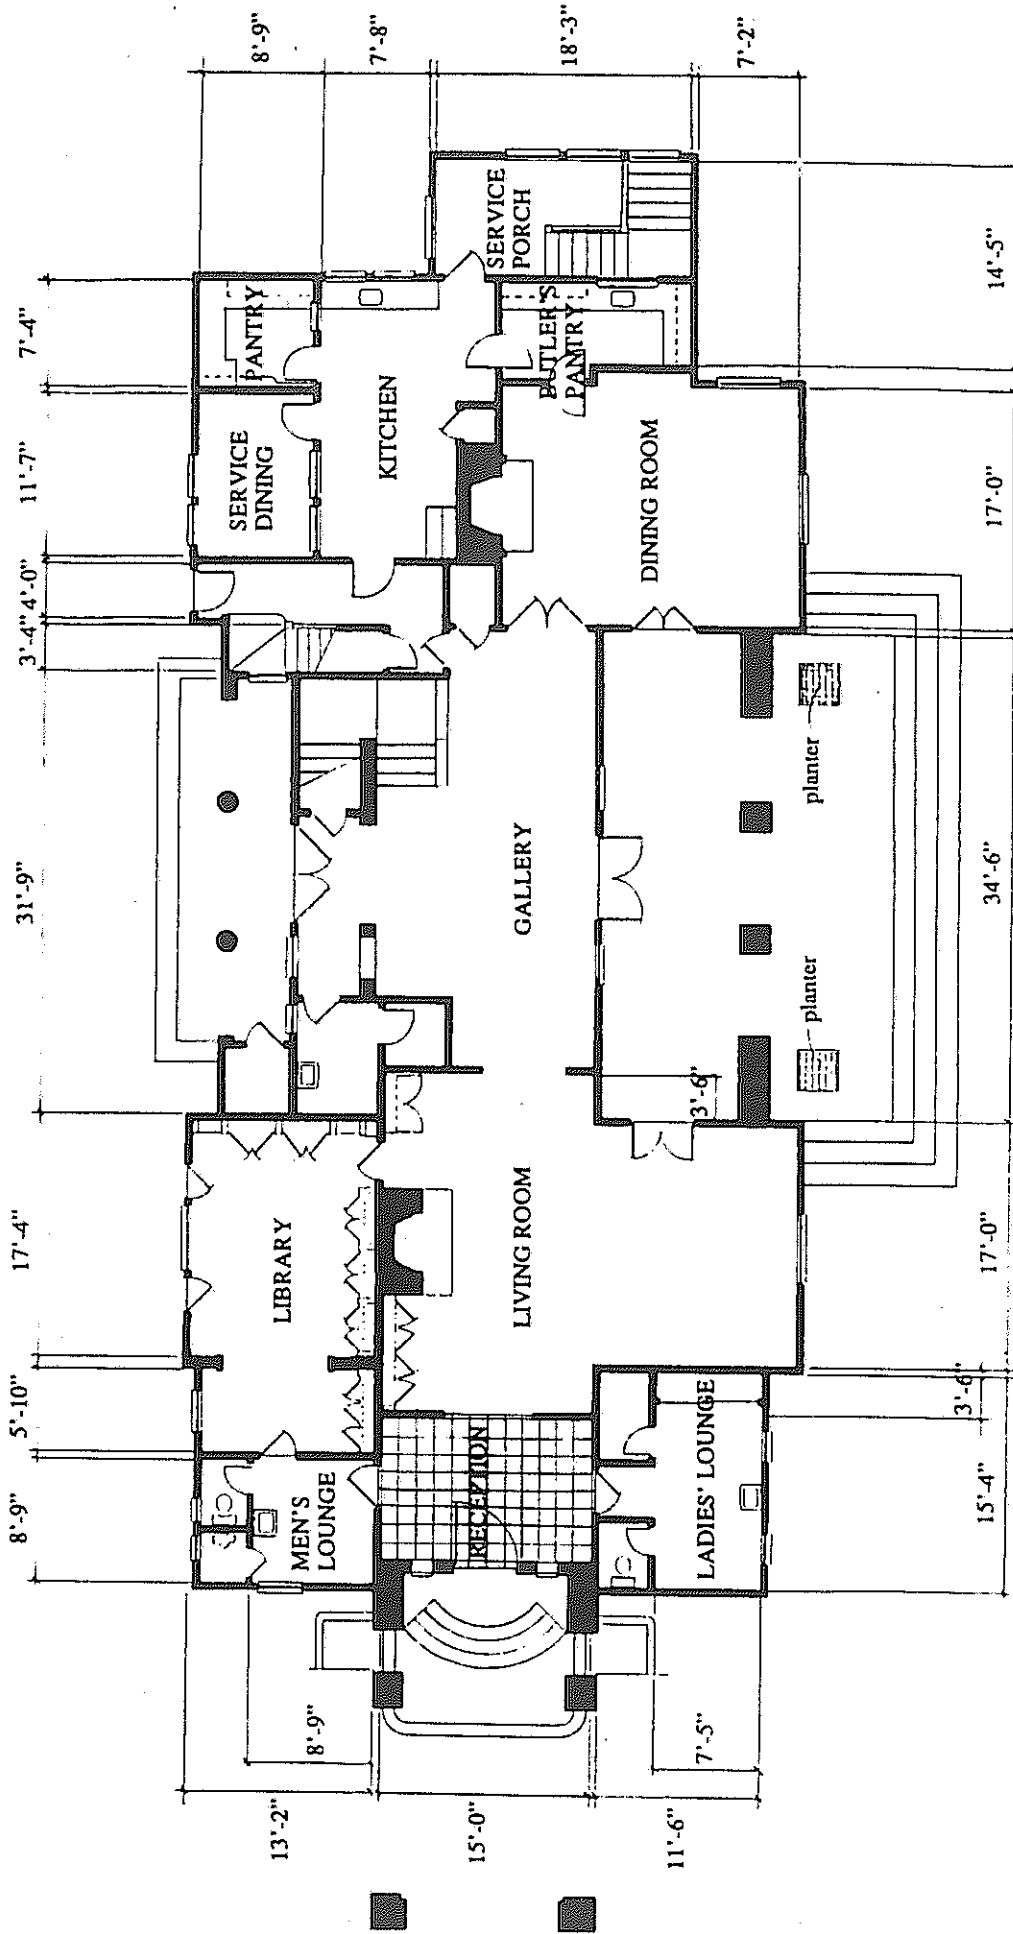 31'-9"
17'-4"
5'-10"
8'-9"
3'-4"
4'-0"
11'-7"
7'-4"
8'-9"
7'-8"
18'-3"
7'-2"
PANTRY
SERVICE
DINING
KITCHEN
SERVICE
PORCH
BUTLER'S
PANTRY
DINING ROOM
GALLERY
LIBRARY
LIVING ROOM
MEN'S
LOUNGE
RECEPTION
LADIES' LOUNGE
3'-6"
planter
planter
14'-5"
17'-0"
34'-6"
17'-0"
3'-6"
15'-4"
8'-9"
13'-2"
15'-0"
7'-5"
11'-6"